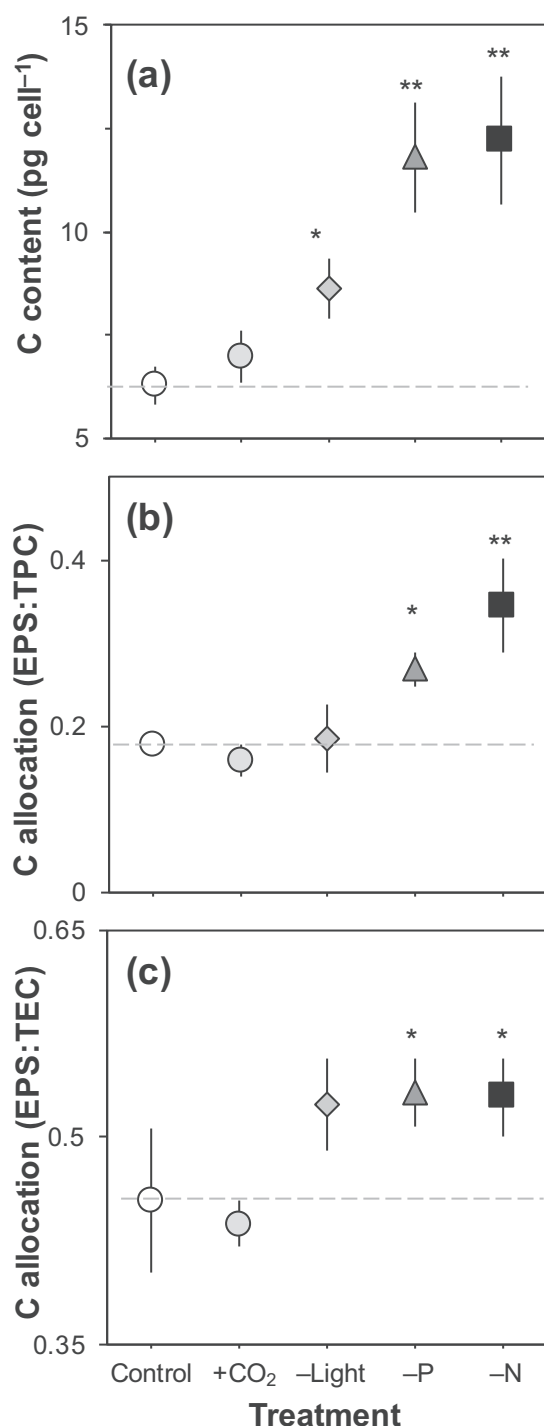 15
(a)
**
**
C content (pg cell⁻¹)
10
*
5
(b)
**
0.4
*
C allocation (EPS:TPC)
0.2
0
0.65
(c)
*
*
C allocation (EPS:TEC)
0.5
0.35
Control +CO₂ –Light –P –N
Treatment